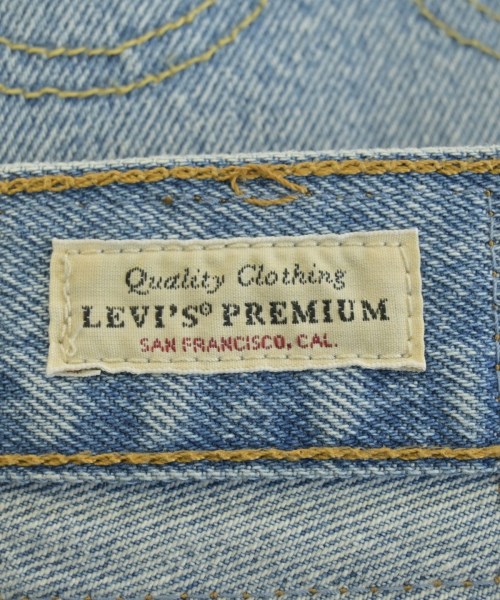 Quality Clothing
LEVI'S® PREMIUM
SAN FRANCISCO, CAL.